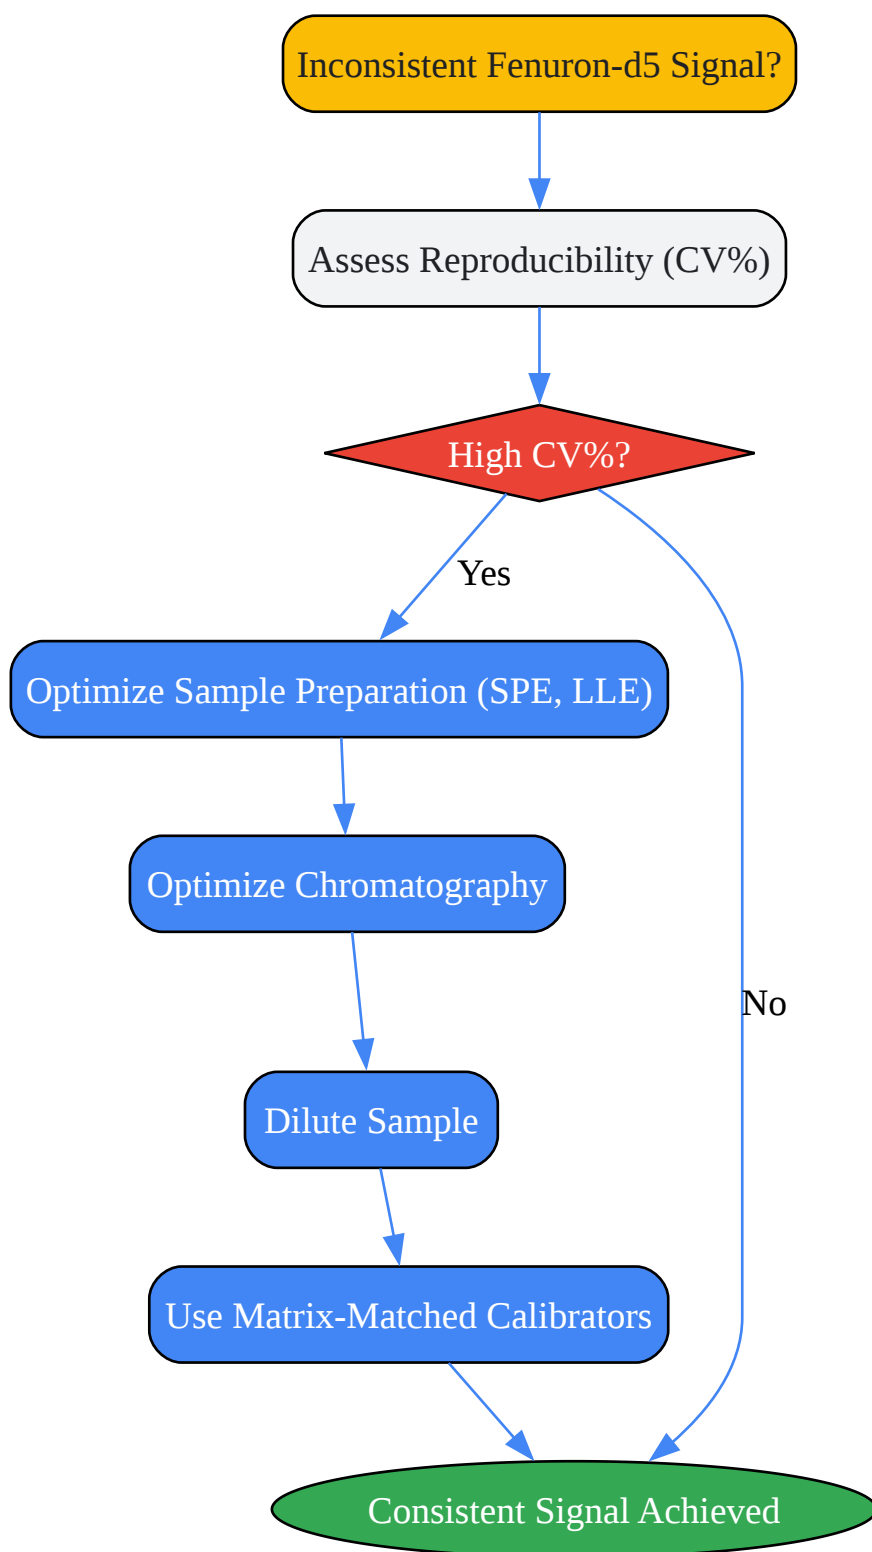 Inconsistent Fenuron-d5 Signal?
Assess Reproducibility (CV%)
High CV%?
Yes
Optimize Sample Preparation (SPE, LLE)
Optimize Chromatography
No
Dilute Sample
Use Matrix-Matched Calibrators
Consistent Signal Achieved